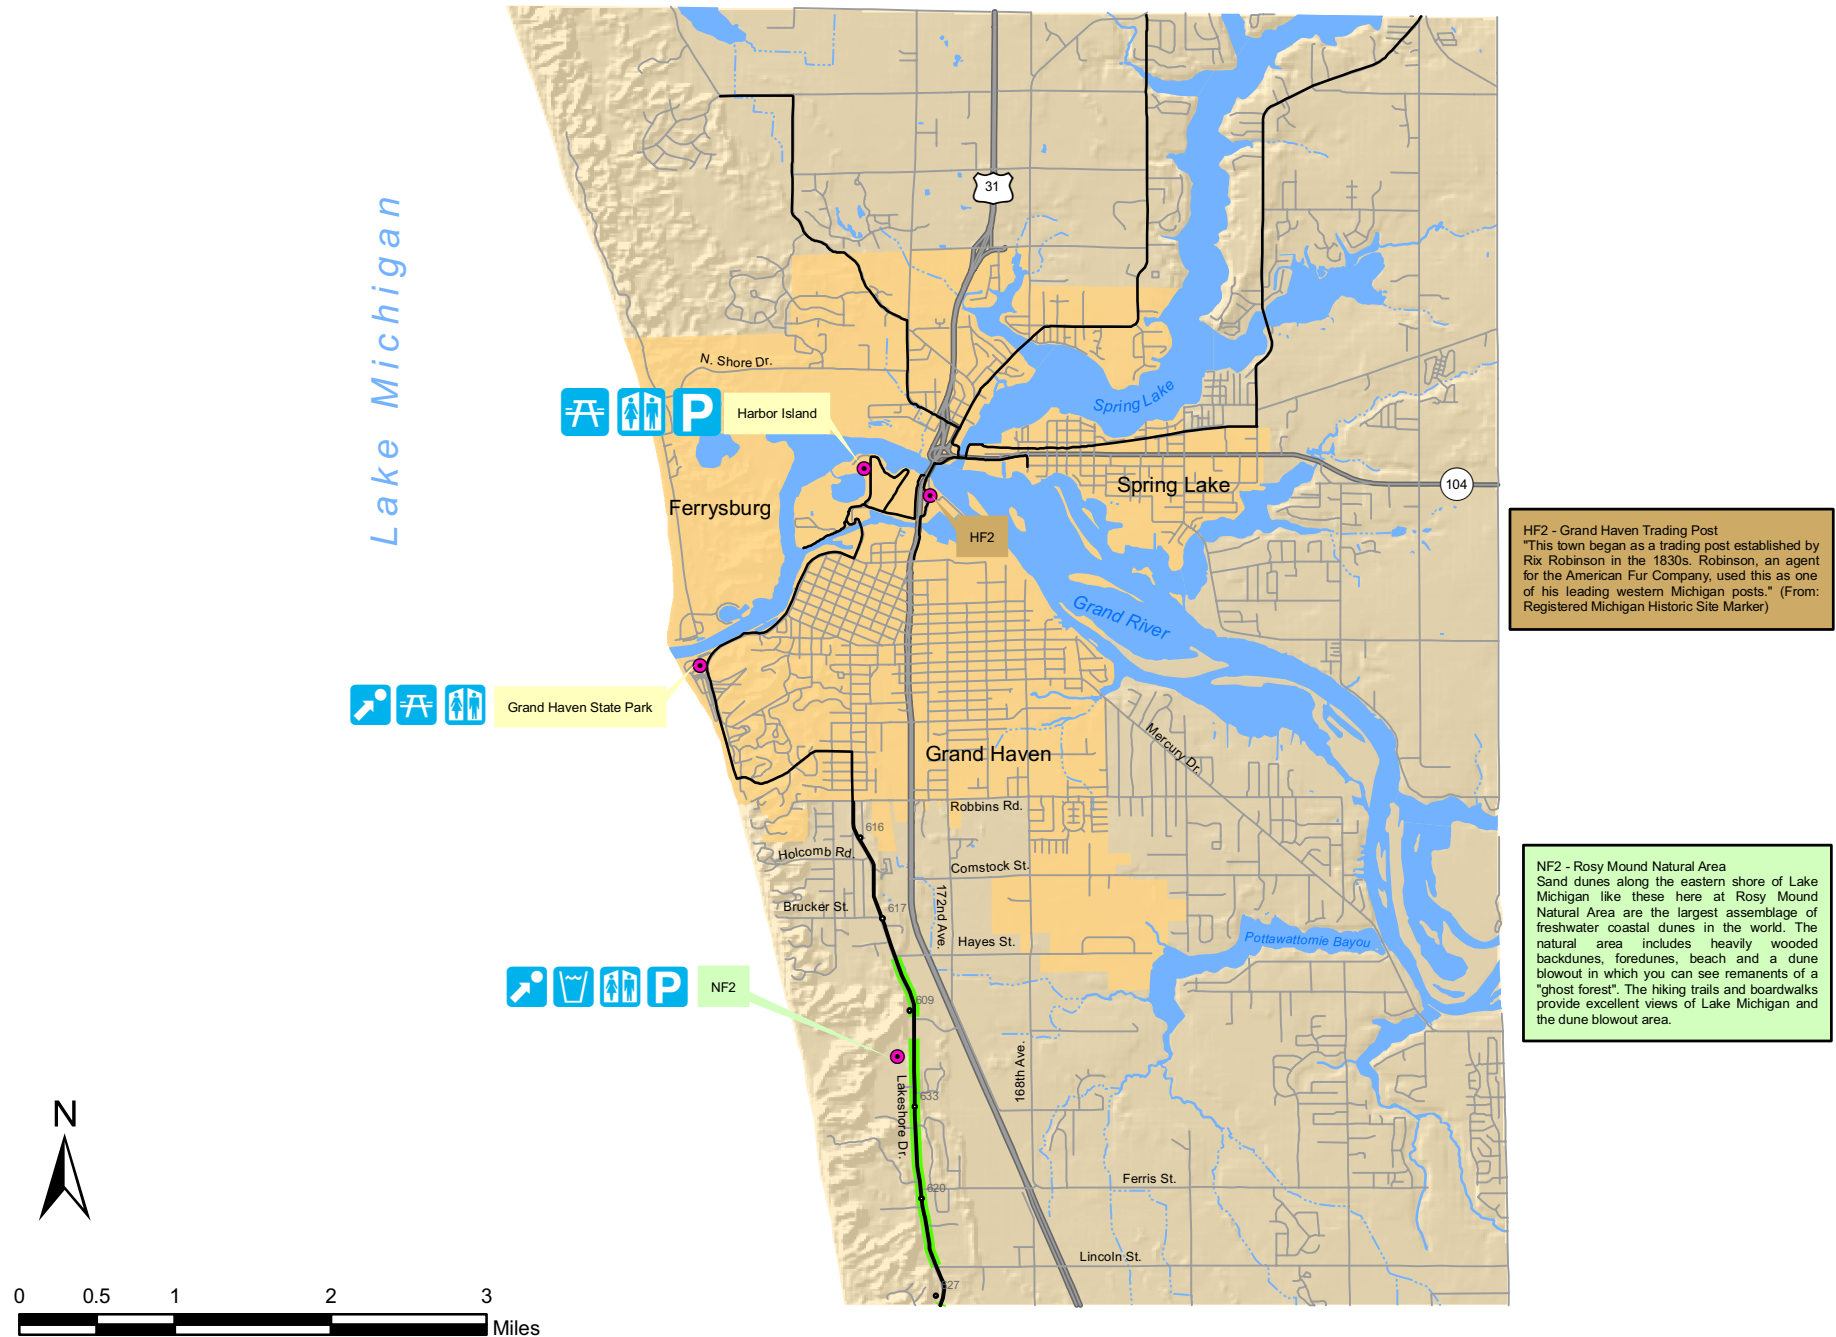 Lake Michigan
31
N. Shore Dr.
P
Harbor Island
Spring Lake
Ferrysburg
Spring Lake
104
HF2
HF2 - Grand Haven Trading Post
"This town began as a trading post established by
Rix Robinson in the 1830s. Robinson, an agent
for the American Fur Company, used this as one
of his leading western Michigan posts." (From:
Registered Michigan Historic Site Marker)
Grand River
Grand Haven State Park
Grand Haven
Mercury Dr.
Robbins Rd.
616
Holcomb Rd.
Comstock St.
Brucker St.
617
172nd Ave.
Hayes St.
Pottawattomie Bayou
NF2 - Rosy Mound Natural Area
Sand dunes along the eastern shore of Lake
Michigan like these here at Rosy Mound
Natural Area are the largest assemblage of
freshwater coastal dunes in the world. The
natural area includes heavily wooded
backdunes, foredunes, beach and a dune
blowout in which you can see remanents of a
"ghost forest". The hiking trails and boardwalks
provide excellent views of Lake Michigan and
the dune blowout area.
P
NF2
609
168th Ave.
Lakeshore Dr.
633
N
Ferris St.
620
Lincoln St.
627
0 0.5 1 2 3
Miles